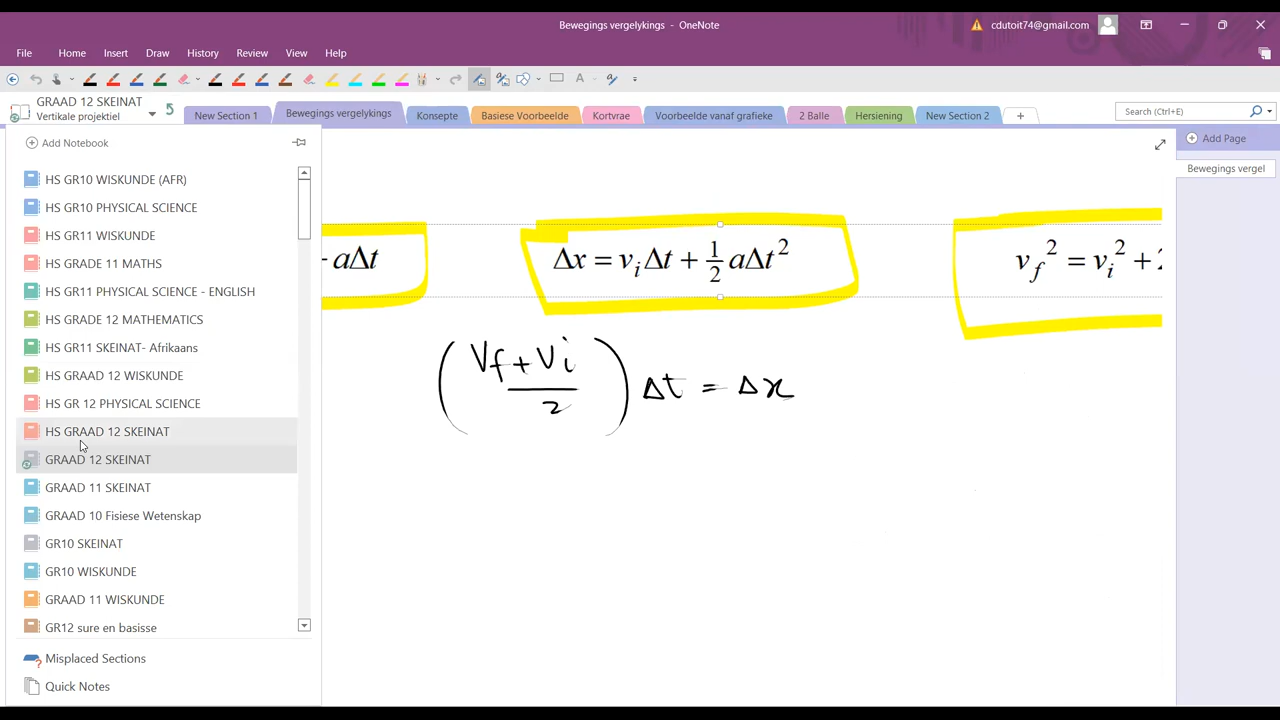 Bewegings vergelykings - OneNote
cdutoit74@gmail.com
File Home Insert Draw History Review View Help
GRAAD 12 SKEINAT
Vertikale projektiel
New Section 1 Bewegings vergelykings Konsepte Basiese Voorbeelde Kortvrae Voorbeelde vanaf grafieke 2 Balle Hersiening New Section 2 +
Search (Ctrl+E)
Add Notebook
Add Page
Bewegings vergel
HS GR10 WISKUNDE (AFR)
HS GR10 PHYSICAL SCIENCE
HS GR11 WISKUNDE
HS GRADE 11 MATHS
HS GR11 PHYSICAL SCIENCE - ENGLISH
HS GRADE 12 MATHEMATICS
HS GR11 SKEINAT- Afrikaans
HS GRAAD 12 WISKUNDE
HS GR 12 PHYSICAL SCIENCE
HS GRAAD 12 SKEINAT
GRAAD 12 SKEINAT
GRAAD 11 SKEINAT
GRAAD 10 Fisiese Wetenskap
GR10 SKEINAT
GR10 WISKUNDE
GRAAD 11 WISKUNDE
GR12 sure en basisse
Misplaced Sections
Quick Notes
aΔt Δx = v_iΔt + 1/2 aΔt² v_f² = v_i² + 2
(Vf + Vi / 2) Δt = Δx